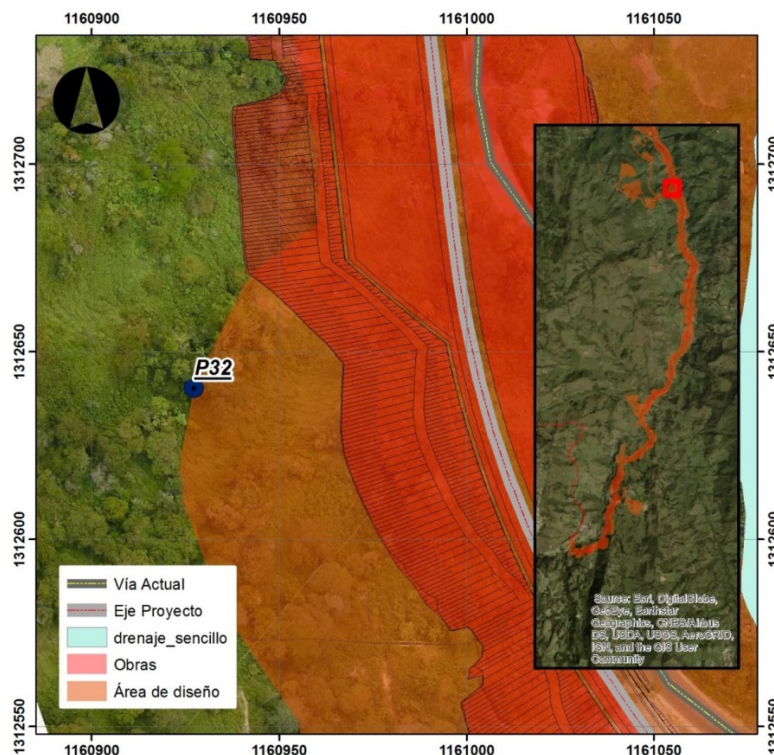 1160900 1160950 1161000 1161050
1312700
1312700
1312650
1312650
P32
1312600
1312600
Vía Actual
Eje Proyecto
drenaje_sencillo
Obras
Área de diseño
Source: Esri, DigitalGlobe,
GeoEye, Earthstar
Geographics, CNES/Airbus
DS, USDA, USGS, AeroGRID,
IGN, and the GIS User
Community
1312550
1312550
1160900 1160950 1161000 1161050